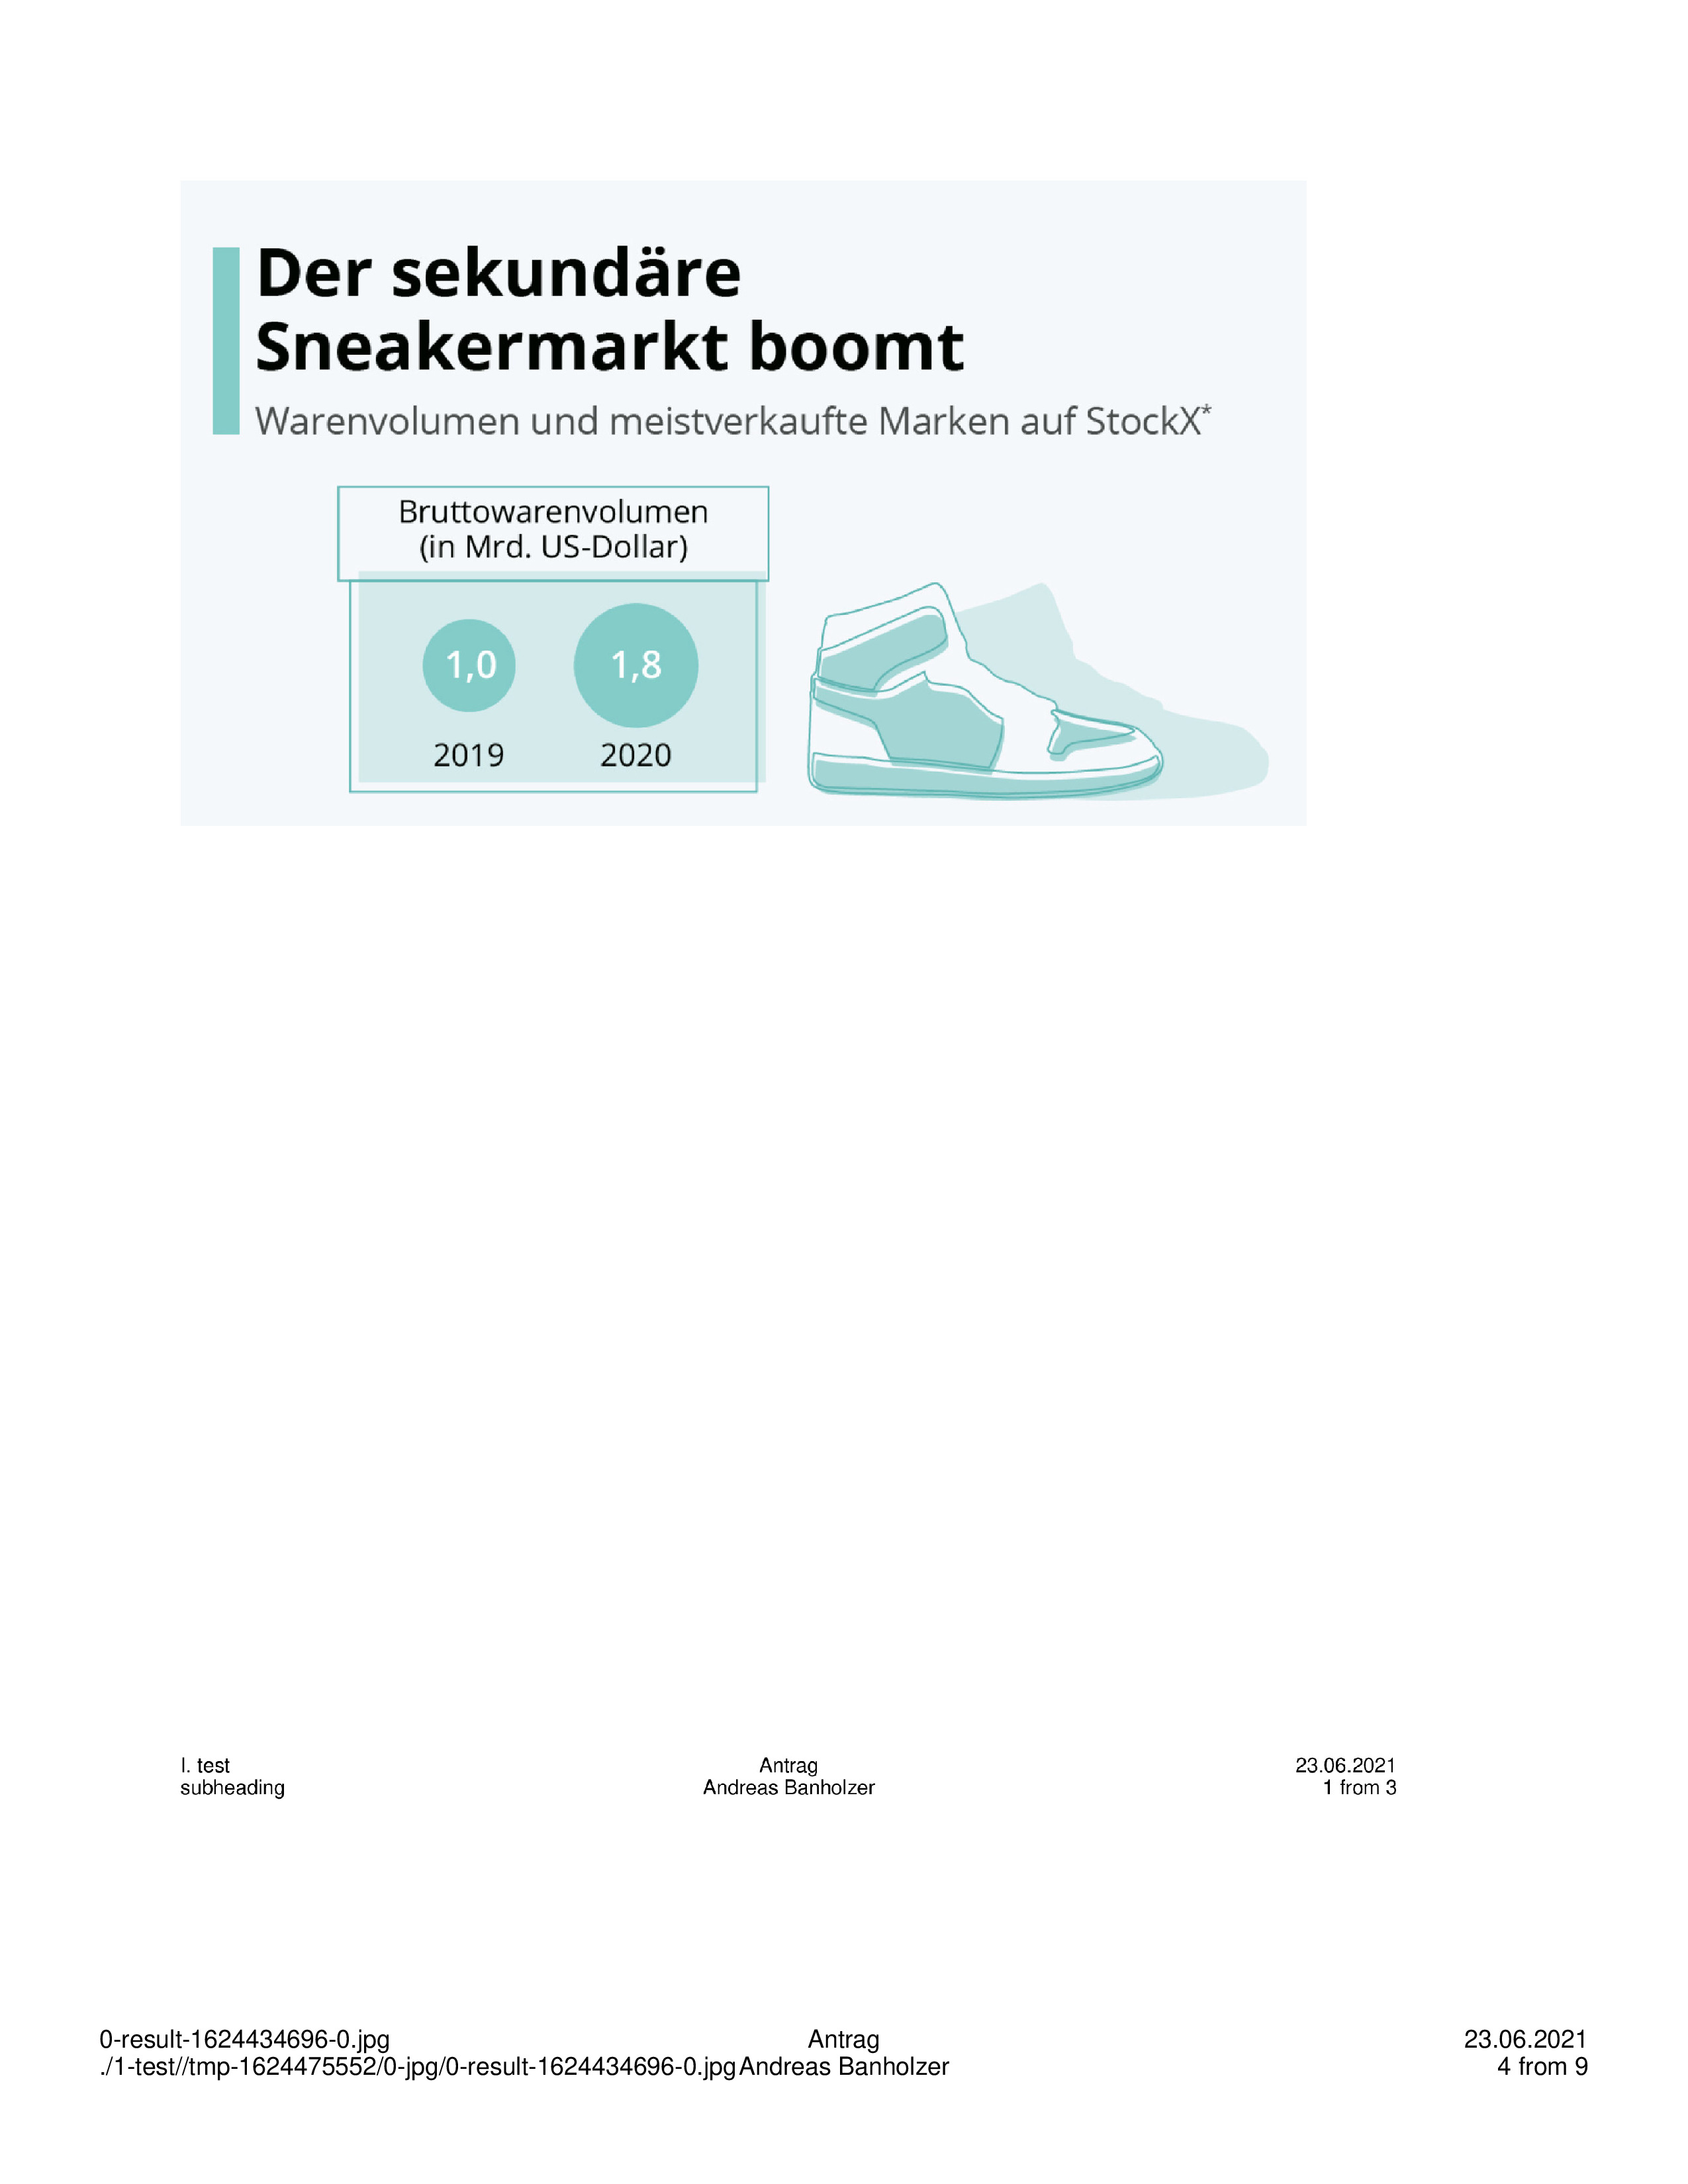 Der sekundäre
Sneakermarkt boomt
Warenvolumen und meistverkaufte Marken auf StockX*
Bruttowarenvolumen
(in Mrd. US-Dollar)
1,0 1,8
2019 2020
I. test Antrag 23.06.2021
subheading Andreas Banholzer 1 from 3
0-result-1624434696-0.jpg Antrag 23.06.2021
./1-test//tmp-1624475552/0-jpg/0-result-1624434696-0.jpg Andreas Banholzer 4 from 9